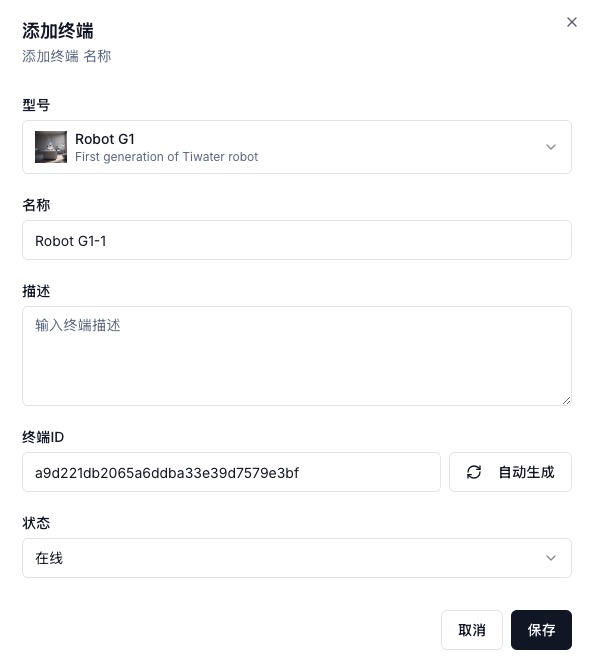 添加终端
添加终端 名称
型号
Robot G1
First generation of Tiwater robot
名称
Robot G1-1
描述
输入终端描述
终端ID
a9d221db2065a6ddba33e39d7579e3bf
自动生成
状态
在线
取消
保存